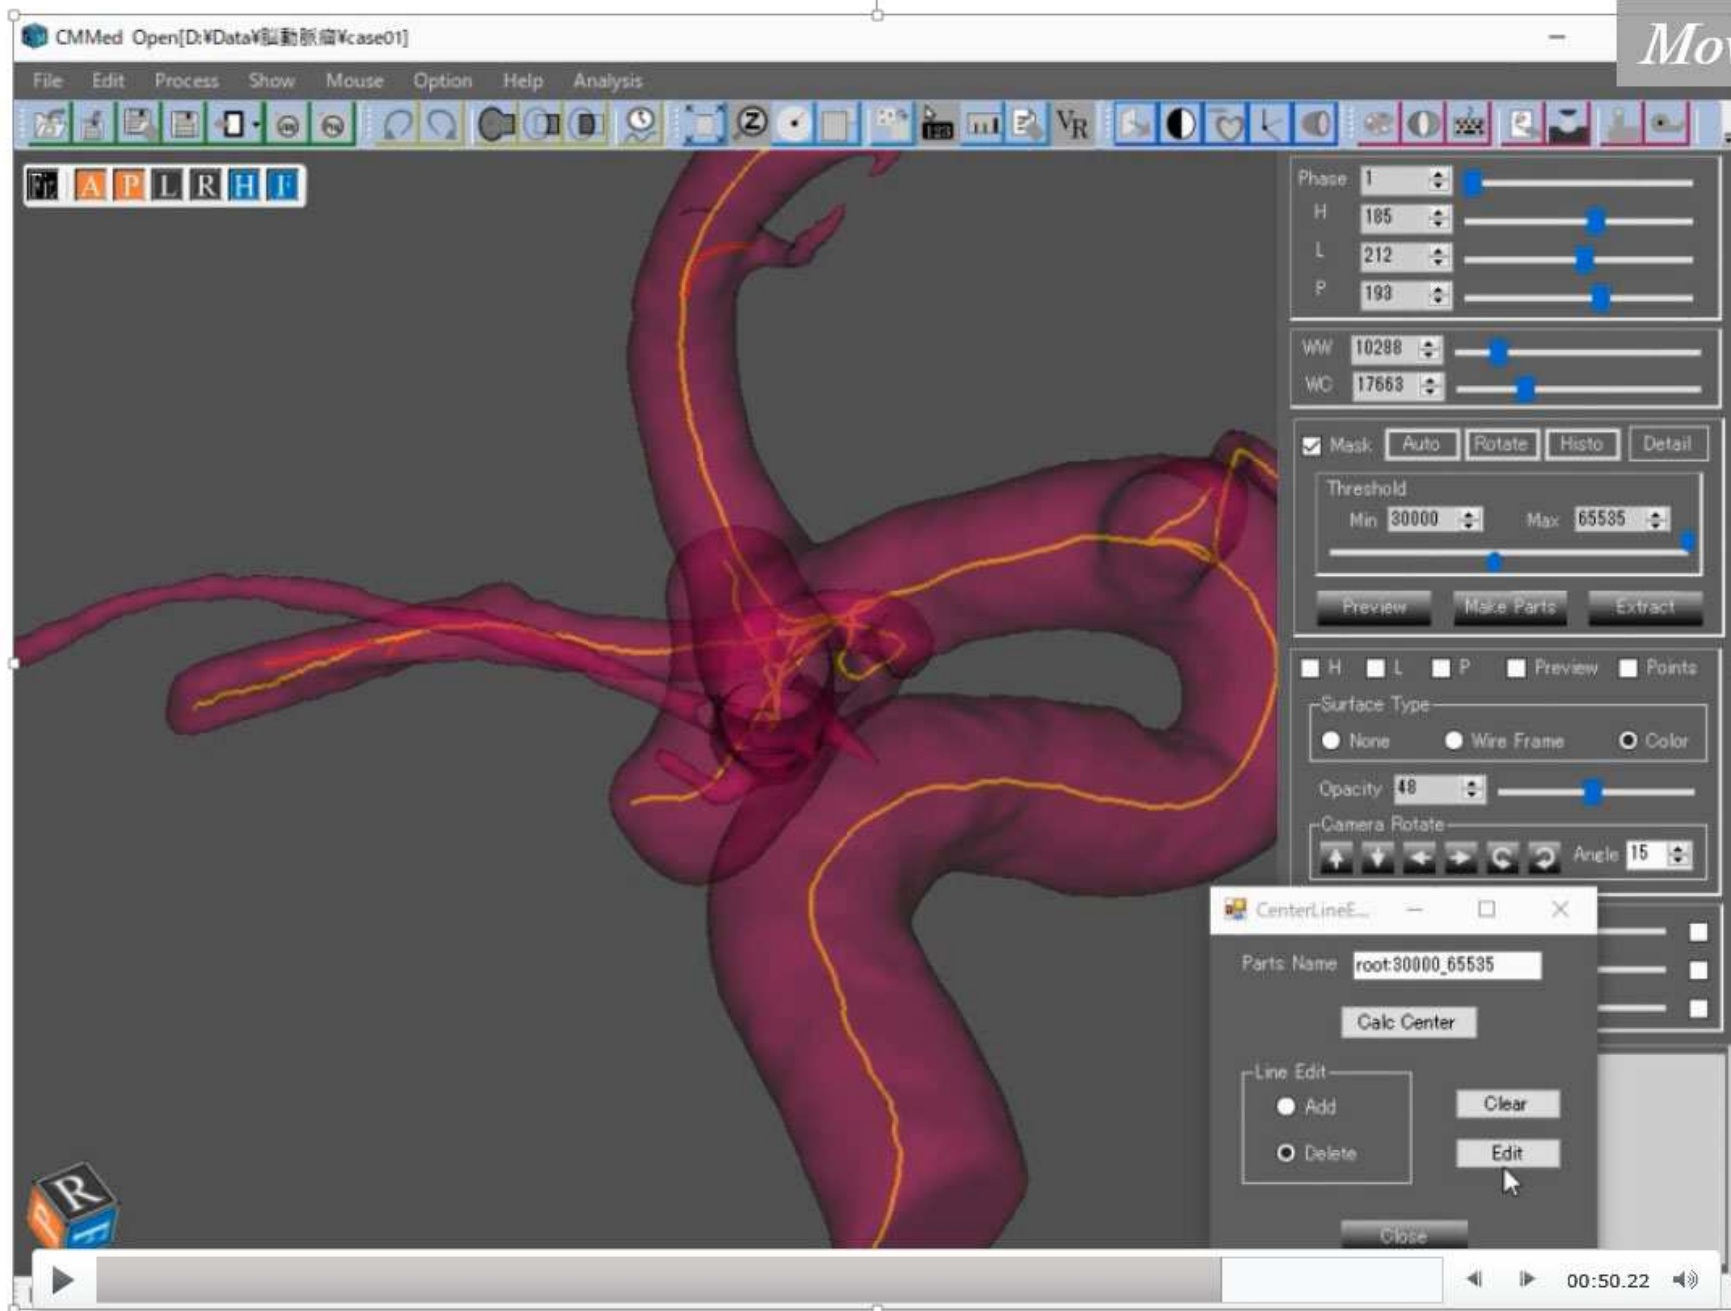 Mov
CMMed Open[D:¥Data¥脳動脈瘤¥case01]
File Edit Process Show Mouse Option Help Analysis
Z VR
A P L R H F
Phase 1
H 185
L 212
P 193
WW 10288
WC 17663
Mask Auto Rotate Histo Detail
Threshold
Min 30000 Max 65535
Preview Make Parts Extract
H L P Preview Points
Surface Type
None Wire Frame Color
Opacity 48
Camera Rotate
Angle 15
CenterLineE...
Parts Name root:30000_65535
Calc Center
Line Edit
Add
Clear
Delete
Edit
Close
R
P F
00:50.22